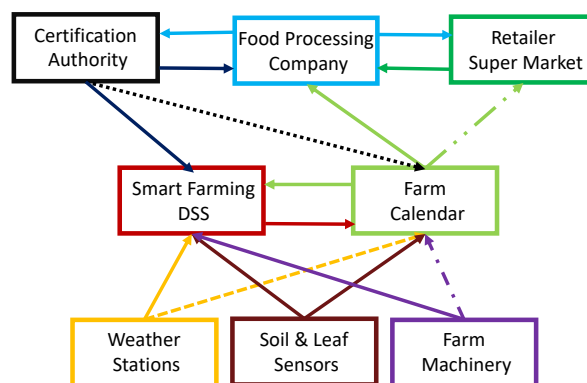 Certification
Authority
Food Processing
Company
Retailer
Super Market
Smart Farming
DSS
Farm
Calendar
Weather
Stations
Soil & Leaf
Sensors
Farm
Machinery